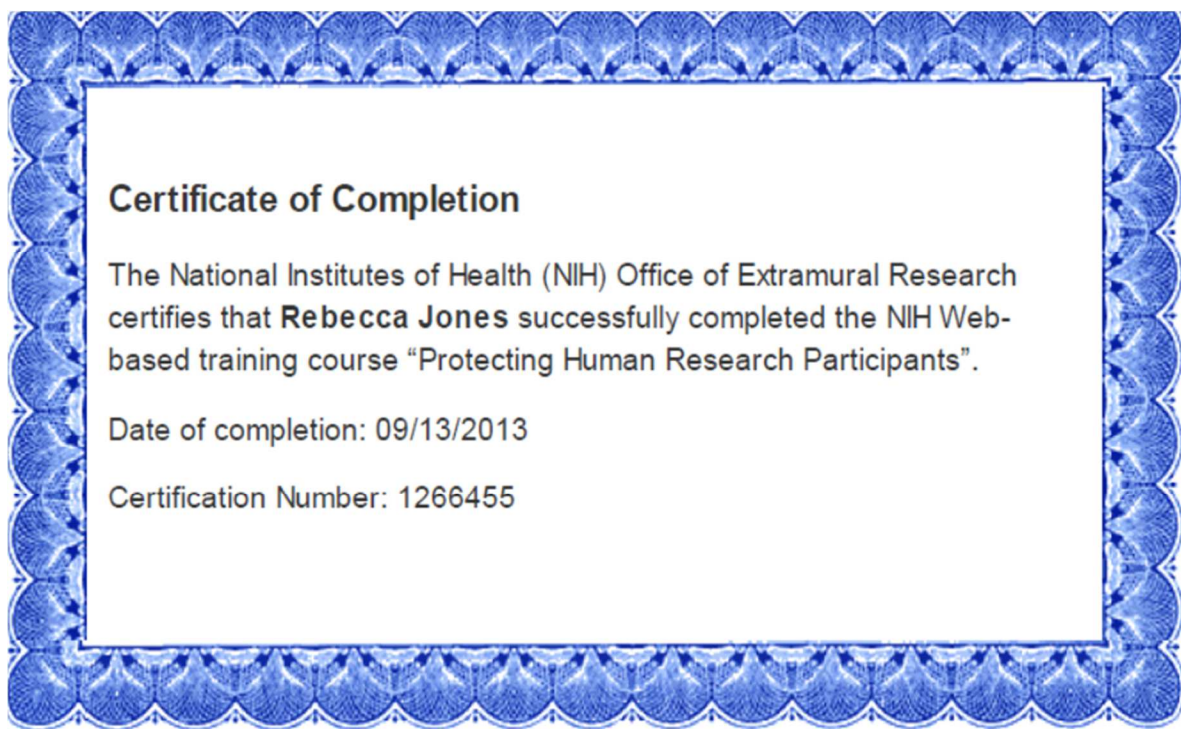 Certificate of Completion
The National Institutes of Health (NIH) Office of Extramural Research
certifies that Rebecca Jones successfully completed the NIH Web-
based training course “Protecting Human Research Participants”.
Date of completion: 09/13/2013
Certification Number: 1266455